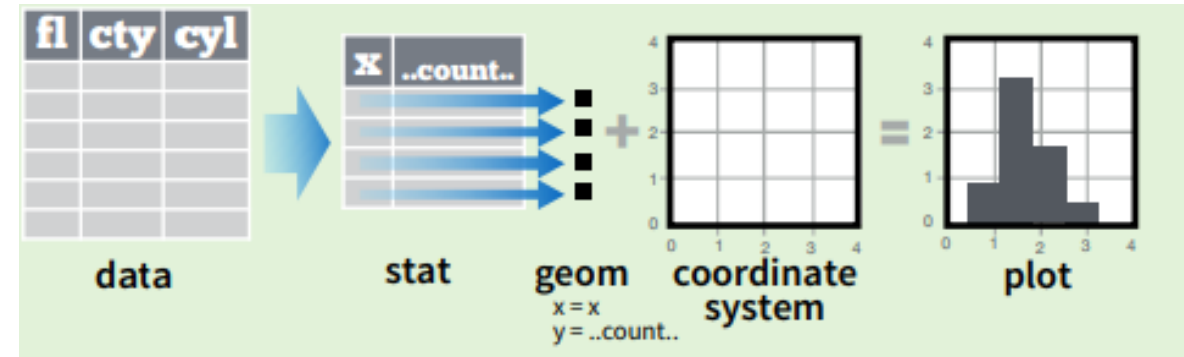 fl cty cyl
x ..count..
4
3
2
1
0
0 1 2 3 4
+
=
4
3
2
1
0
0 1 2 3 4
data
stat
geom
x = x
y = ..count..
coordinate
system
plot